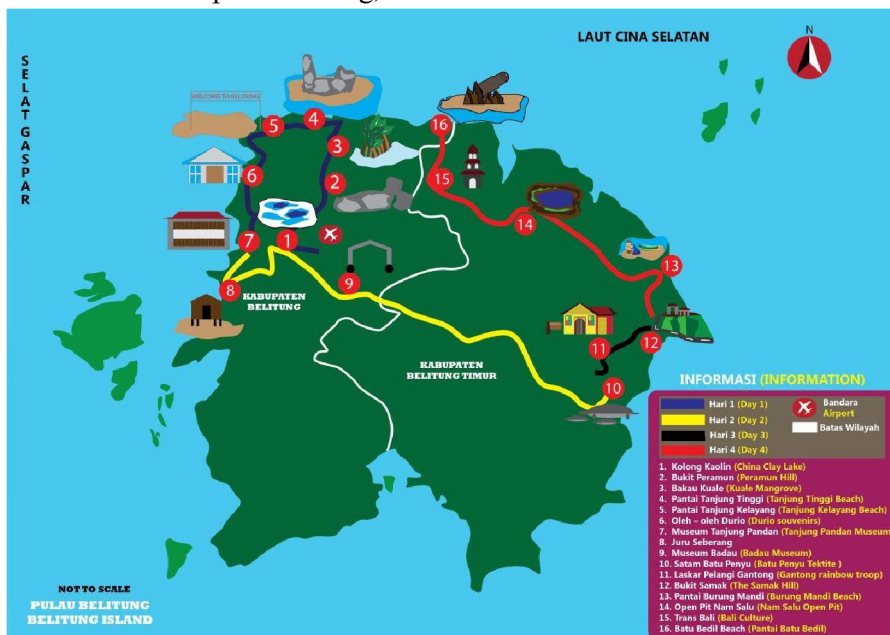 LAUT CINA SELATAN
N
SELAT GASPAR
WELCOME TO BELITONG
16
5
4
3
15
6
2
14
7
1
13
9
8
KABUPATEN
BELITUNG
12
11
KABUPATEN
BELITUNG TIMUR
10
INFORMASI (INFORMATION)
Hari 1 (Day 1)
Hari 2 (Day 2)
Hari 3 (Day 3)
Hari 4 (Day 4)
Bandara
Airport
Batas Wilayah
1. Kolong Kaolin (China Clay Lake)
2. Bukit Peramun (Peramun Hill)
3. Bakau Kuale (Kuale Mangrove)
4. Pantai Tanjung Tinggi (Tanjung Tinggi Beach)
5. Pantai Tanjung Kelayang (Tanjung Kelayang Beach)
6. Oleh - oleh Durio (Durio souvenirs)
7. Museum Tanjung Pandan (Tanjung Pandan Museum
8. Juru Seberang
9. Museum Badau (Badau Museum)
10. Satam Batu Penyu (Batu Penyu Tektite )
11. Laskar Pelangi Gantong (Gantong rainbow troop)
12. Bukit Samak (The Samak Hill)
13. Pantai Burung Mandi (Burung Mandi Beach)
14. Open Pit Nam Salu (Nam Salu Open Pit)
15. Trans Bali (Bali Culture)
16. Batu Bedil Beach (Pantai Batu Bedil)
NOT TO SCALE
PULAU BELITUNG
BELITUNG ISLAND